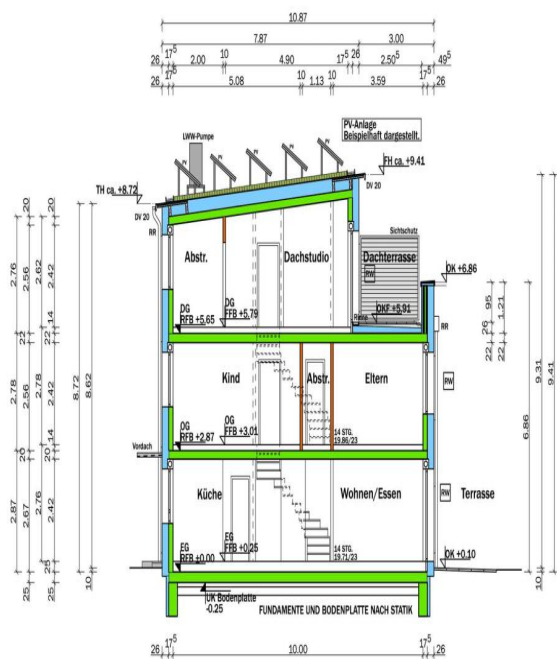 10.87
7.87 3.00
26 17⁵ 2.00 10 4.90 17⁵ 26 2.50⁵ 49⁵
26 17⁵ 5.08 10 1.13 10 3.59 17⁵ 26
PV-Anlage
Beispielhaft dargestellt.
LWW-Pumpe
PV PV PV PV PV
TH ca. +8.72
FH ca. +9.41
DV 20
DV 20
RR
Sichtschutz
Abstr. Dachstudio Dachterrasse
RW
OK +6.86
DG
RFB +5.65
DG
FFB +5.79
Rinne
OKF +5.91
RR
Kind Abstr. Eltern
RW
OG
RFB +2.87
OG
FFB +3.01
14 STG.
19.86/23
Vordach
Küche Wohnen/Essen Terrasse
RW
EG
RFB +0.00
EG
FFB +0.25
14 STG.
19.71/23
OK +0.10
UK Bodenplatte
-0.25
FUNDAMENTE UND BODENPLATTE NACH STATIK
20 20
2.76 2.56 2.62 2.42
14
22 22
2.78 2.56 2.78 2.42
14
20 20
2.87 2.67 2.76 2.42
25
25 25
8.72 8.62
10
95 1.21
26
22 22
6.86
9.31 9.41
10
26 17⁵ 10.00 17⁵ 26